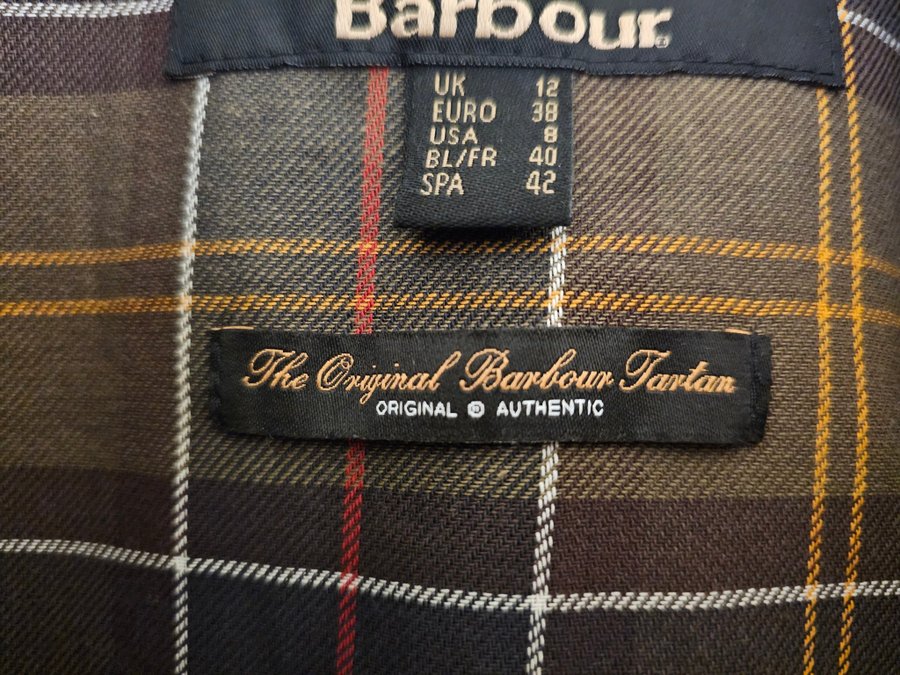 Barbour®
UK 12
EURO 38
USA 8
BL/FR 40
SPA 42
The Original Barbour Tartan
ORIGINAL ® AUTHENTIC